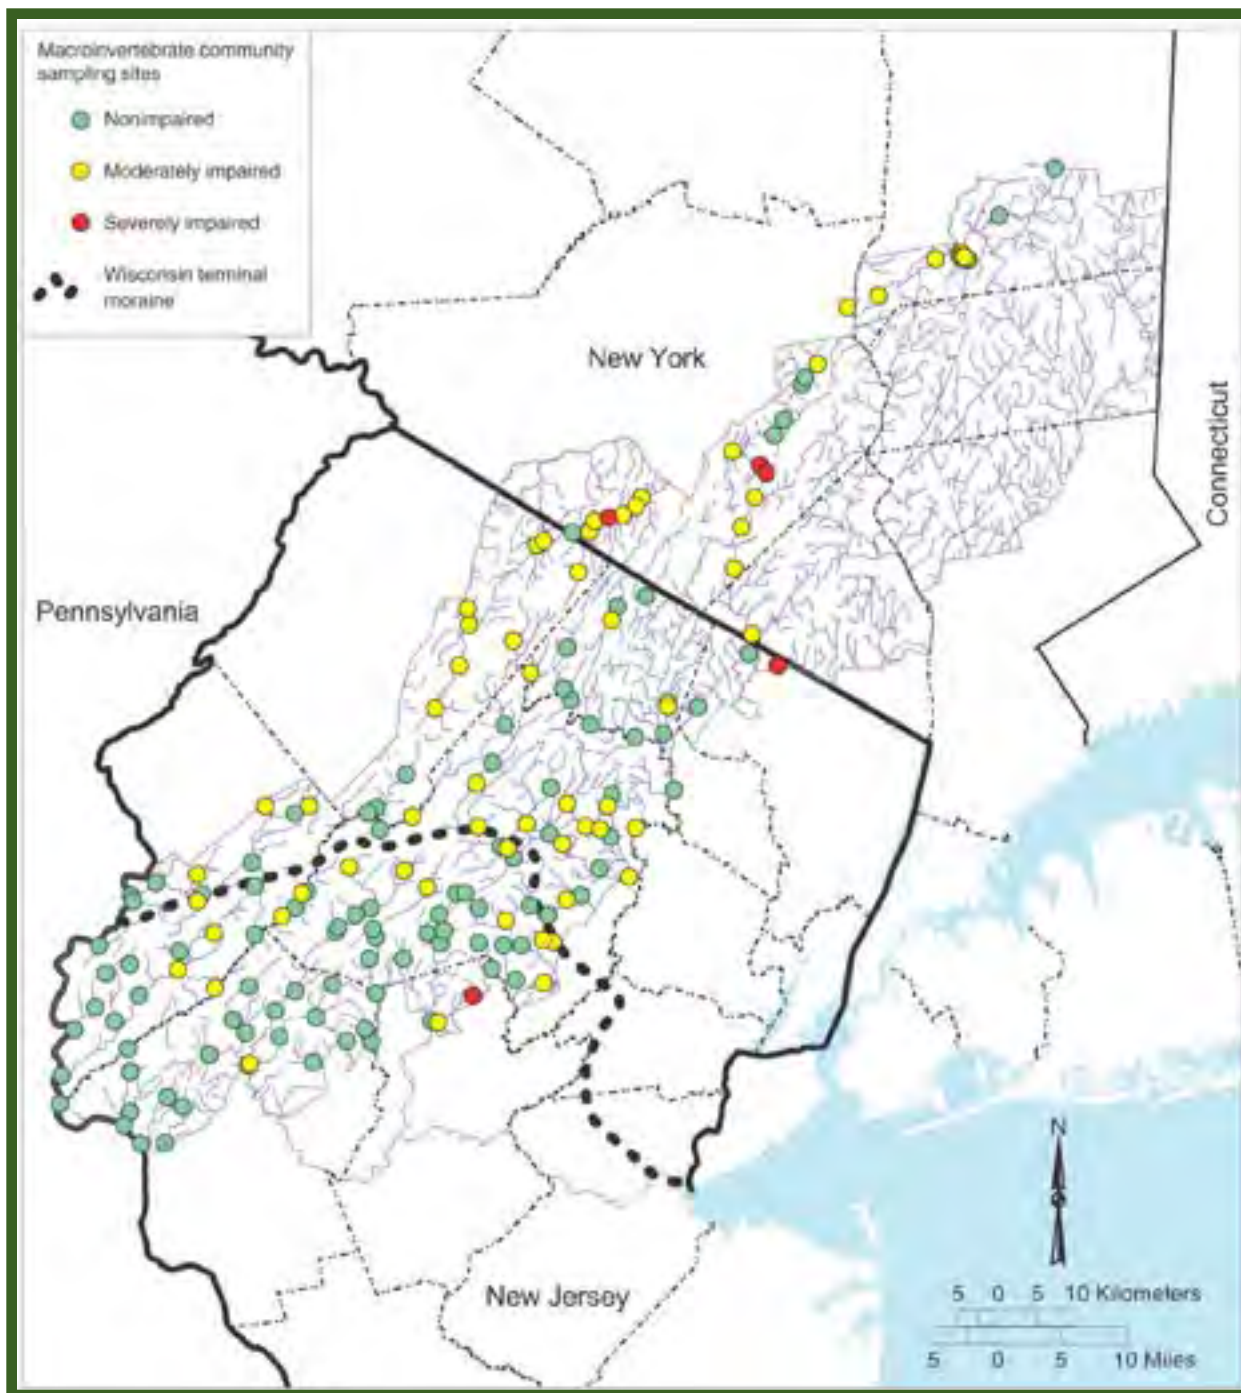 Macroinvertebrate community
sampling sites
Nonimpaired
Moderately impaired
Severely impaired
Wisconsin terminal
moraine
New York
Connecticut
Pennsylvania
New Jersey
N
5 0 5 10 Kilometers
5 0 5 10 Miles